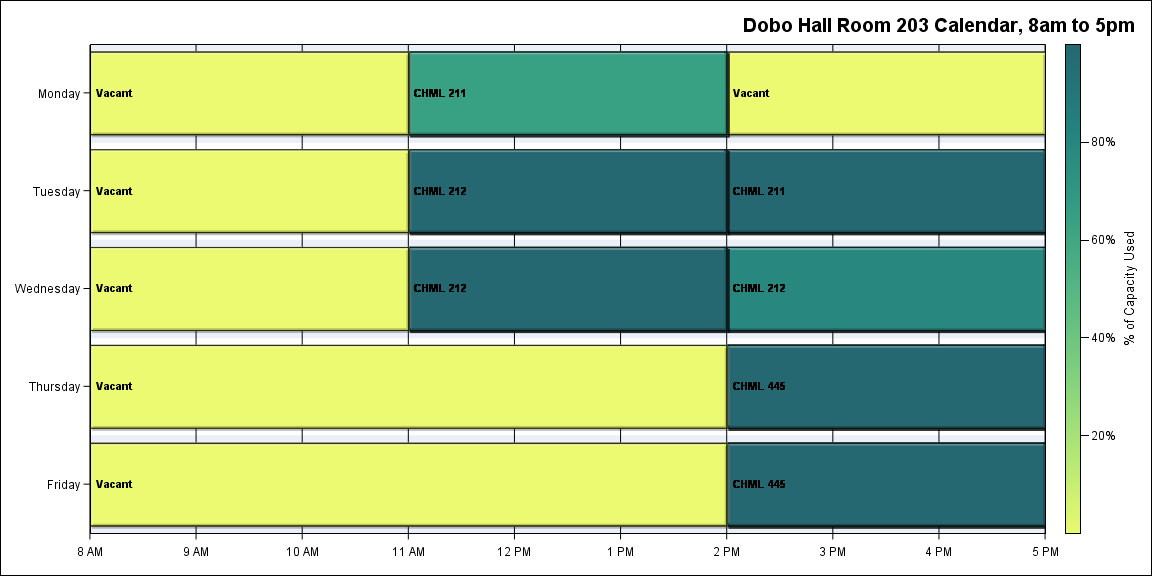 Dobo Hall Room 203 Calendar, 8am to 5pm
Monday
Vacant
CHML 211
Vacant
Tuesday
Vacant
CHML 212
CHML 211
Wednesday
Vacant
CHML 212
CHML 212
Thursday
Vacant
CHML 445
Friday
Vacant
CHML 445
8 AM
9 AM
10 AM
11 AM
12 PM
1 PM
2 PM
3 PM
4 PM
5 PM
80%
60%
40%
20%
% of Capacity Used